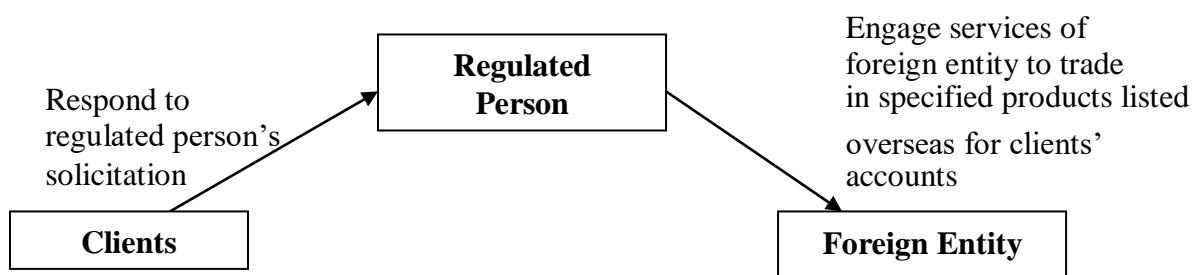 Engage services of
foreign entity to trade
in specified products listed
overseas for clients'
accounts
Regulated
Person
Respond to
regulated person's
solicitation
Clients
Foreign Entity